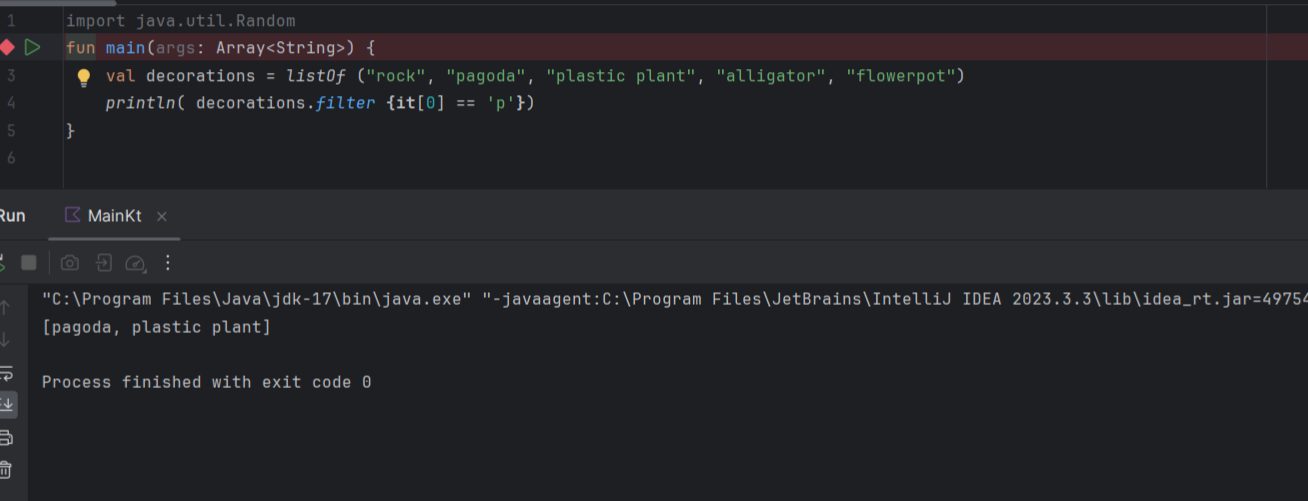 1 import java.util.Random
fun main(args: Array<String>) {
3 val decorations = listOf ("rock", "pagoda", "plastic plant", "alligator", "flowerpot")
4 println( decorations.filter {it[0] == 'p'})
5 }
6
Run MainKt ×
"C:\Program Files\Java\jdk-17\bin\java.exe" "-javaagent:C:\Program Files\JetBrains\IntelliJ IDEA 2023.3.3\lib\idea_rt.jar=49754
[pagoda, plastic plant]
Process finished with exit code 0